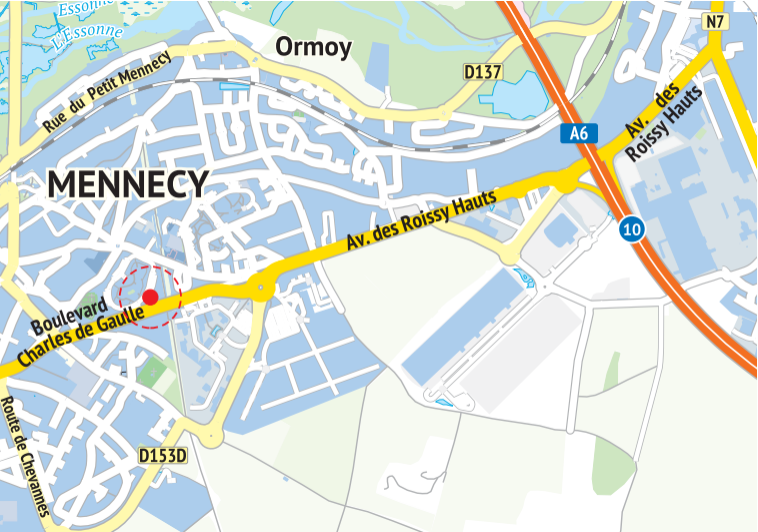 Essonne
L'Essonne
Ormoy
N7
D137
Rue du Petit Mennecy
A6
Av. des
Roissy Hauts
MENNECY
Av. des Roissy Hauts
10
Boulevard
Charles de Gaulle
Route de Chevannes
D153D